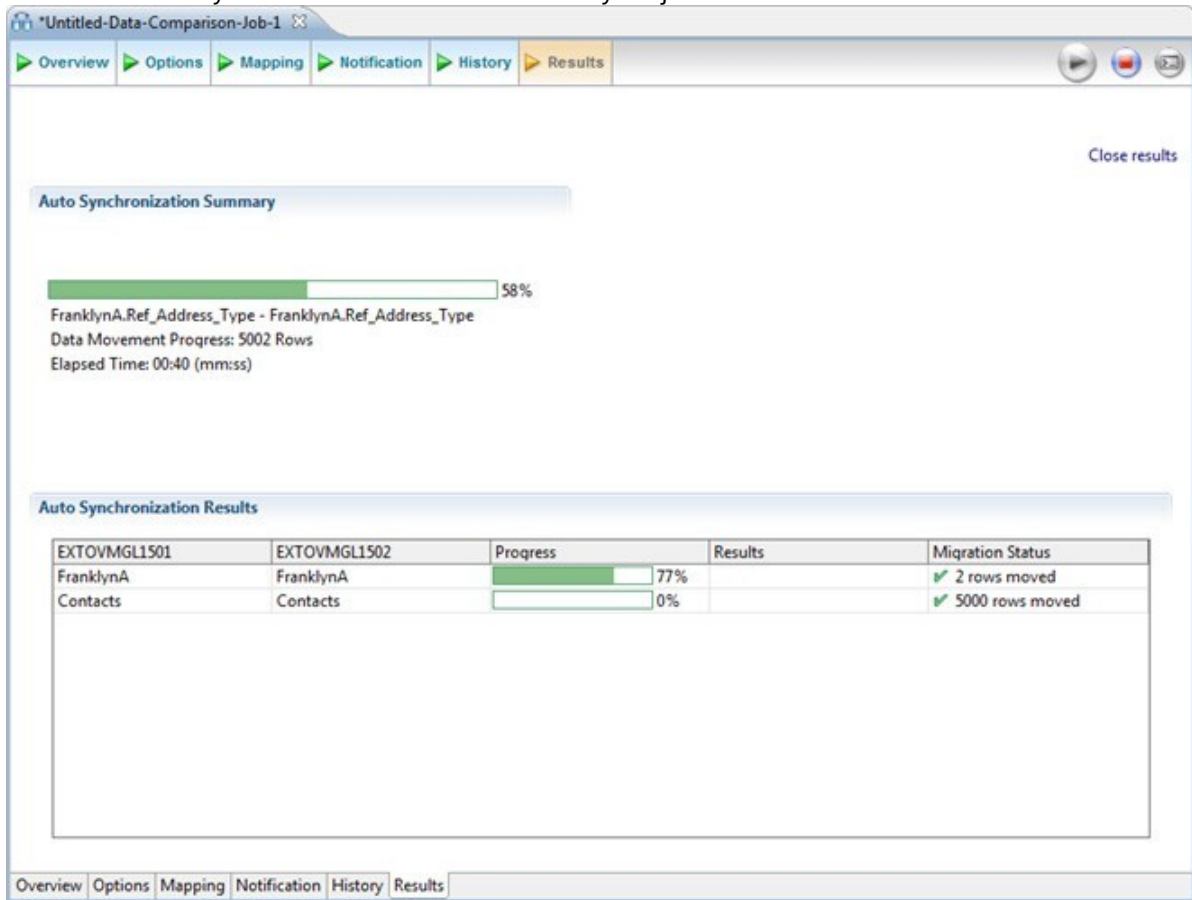 *Untitled-Data-Comparison-Job-1
Overview Options Mapping Notification History Results
Close results
Auto Synchronization Summary
58%
FranklynA.Ref_Address_Type - FranklynA.Ref_Address_Type
Data Movement Progress: 5002 Rows
Elapsed Time: 00:40 (mm:ss)
Auto Synchronization Results
EXTOVMGL1501 EXTOVMGL1502 Progress Results Migration Status
FranklynA FranklynA 77% 2 rows moved
Contacts Contacts 0% 5000 rows moved
Overview Options Mapping Notification History Results